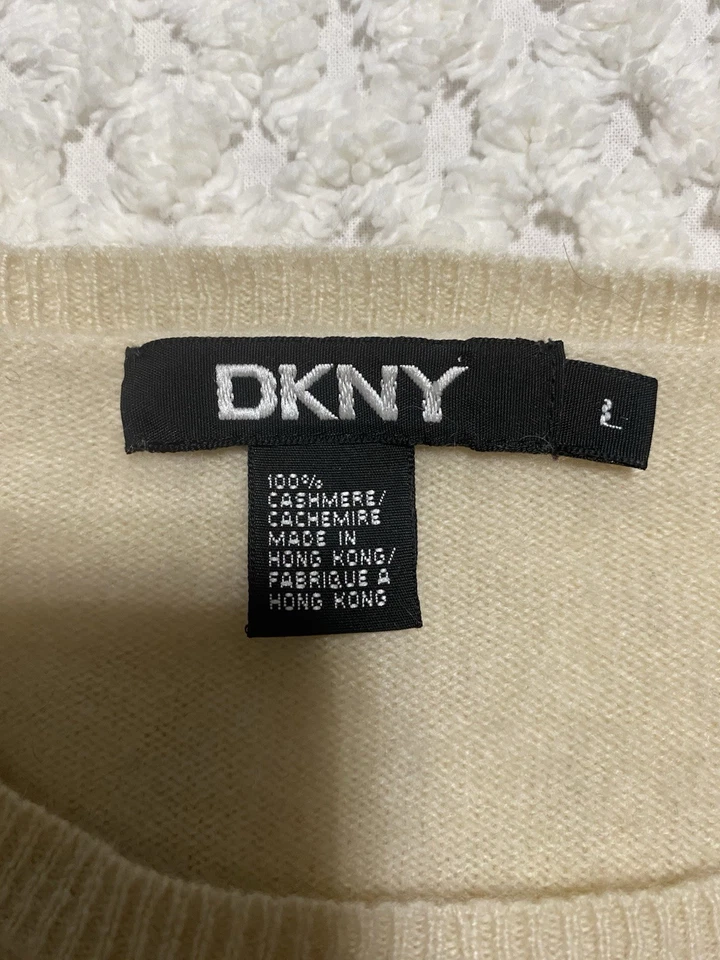 DKNY
L
100%
CASHMERE/
CACHEMIRE
MADE IN
HONG KONG/
FABRIQUE A
HONG KONG